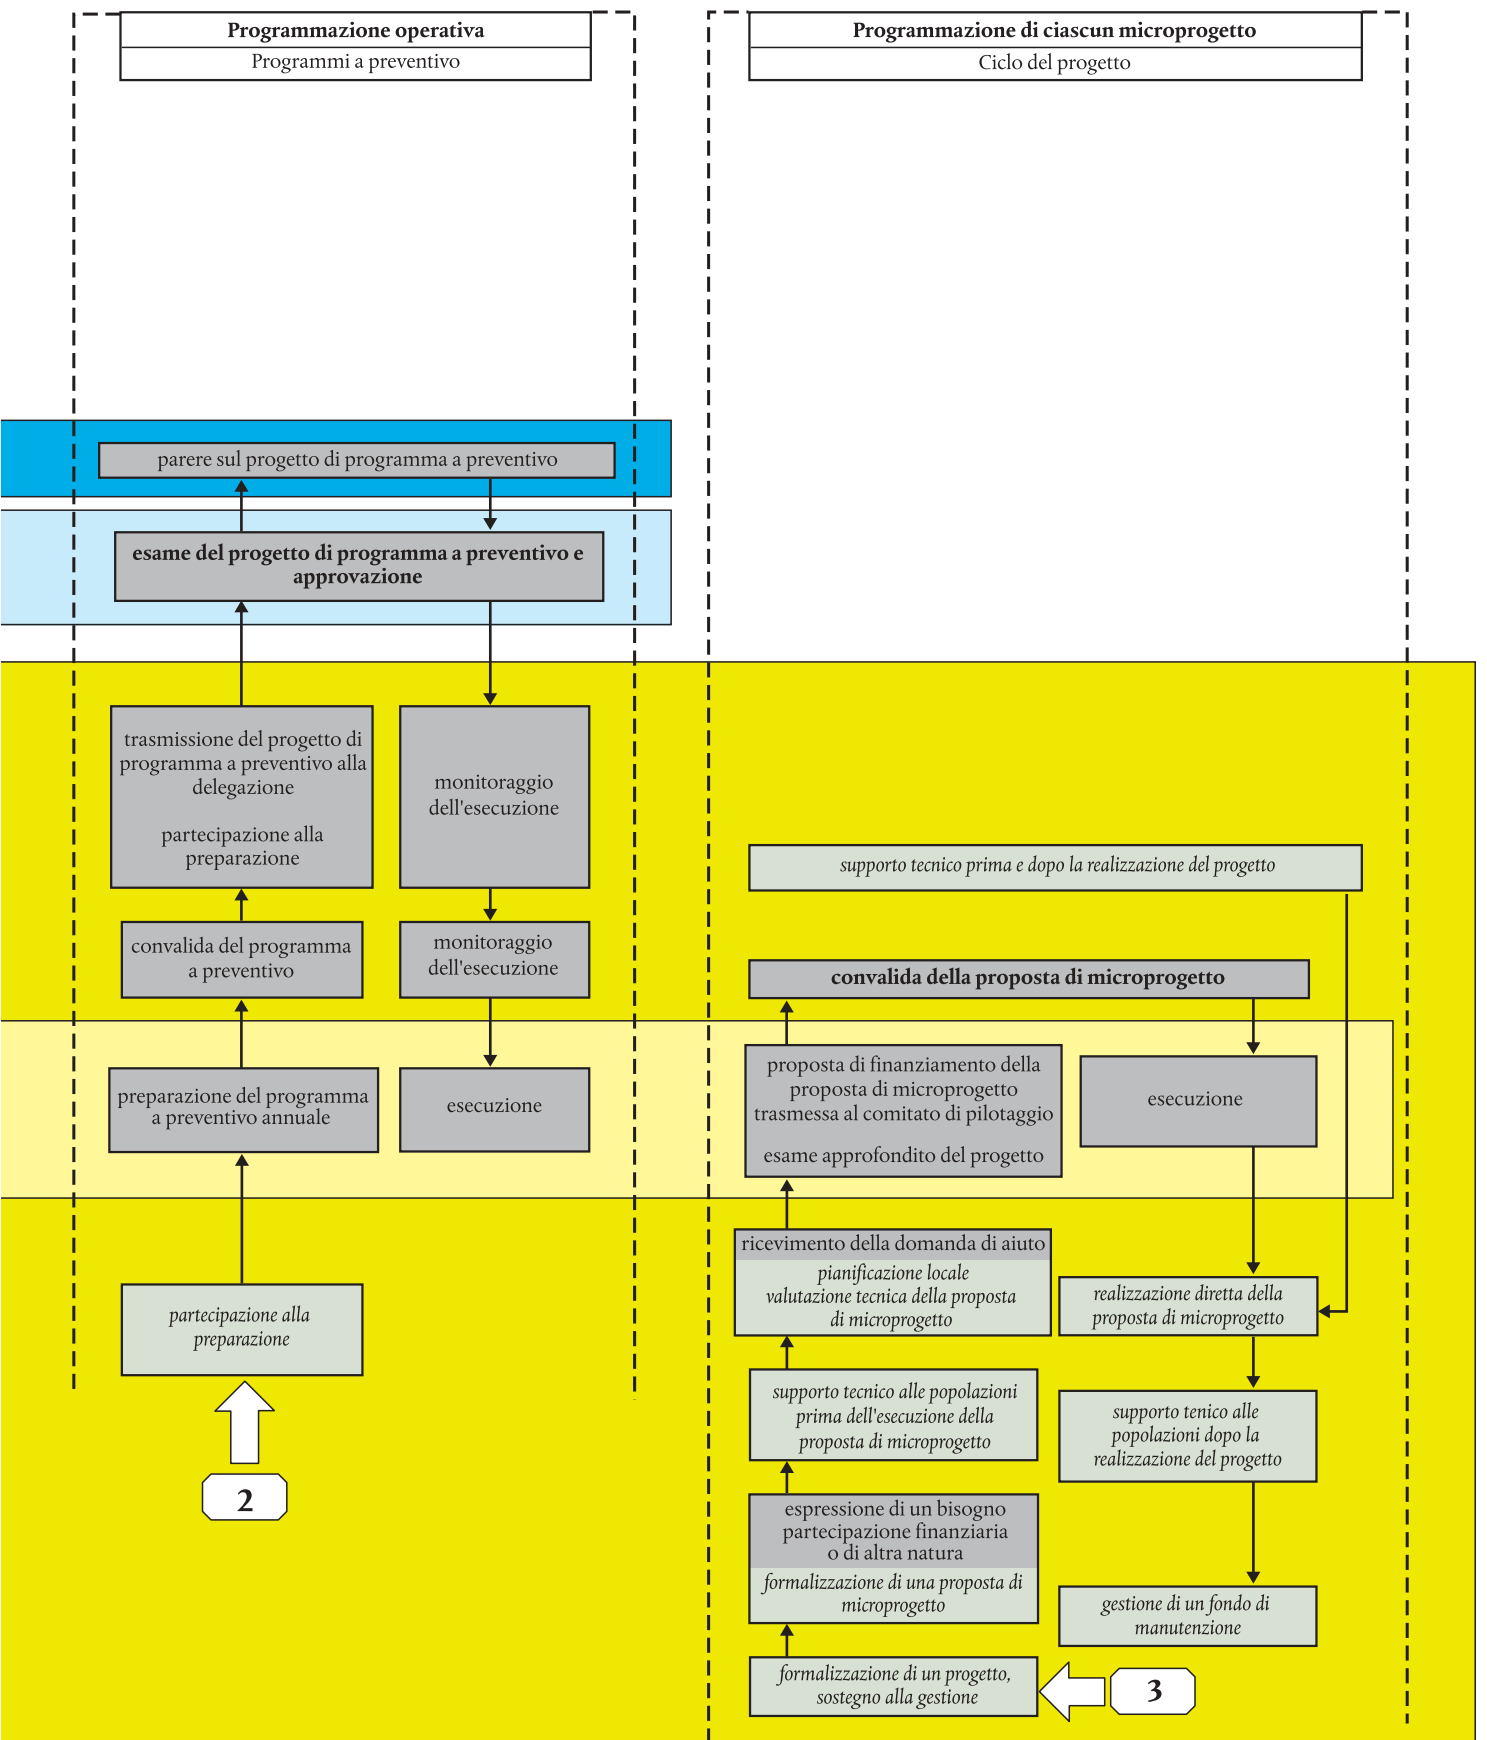 Programmazione operativa
Programmi a preventivo
parere sul progetto di programma a preventivo
esame del progetto di programma a preventivo e
approvazione
trasmissione del progetto di
programma a preventivo alla
delegazione
partecipazione alla
preparazione
monitoraggio
dell'esecuzione
convalida del programma
a preventivo
monitoraggio
dell'esecuzione
preparazione del programma
a preventivo annuale
esecuzione
partecipazione alla
preparazione
2
Programmazione di ciascun microprogetto
Ciclo del progetto
supporto tecnico prima e dopo la realizzazione del progetto
convalida della proposta di microprogetto
proposta di finanziamento della
proposta di microprogetto
trasmessa al comitato di pilotaggio
esame approfondito del progetto
esecuzione
ricevimento della domanda di aiuto
pianificazione locale
valutazione tecnica della proposta
di microprogetto
realizzazione diretta della
proposta di microprogetto
supporto tecnico alle popolazioni
prima dell'esecuzione della
proposta di microprogetto
supporto tenico alle
popolazioni dopo la
realizzazione del progetto
espressione di un bisogno
partecipazione finanziaria
o di altra natura
formalizzazione di una proposta di
microprogetto
gestione di un fondo di
manutenzione
formalizzazione di un progetto,
sostegno alla gestione
3